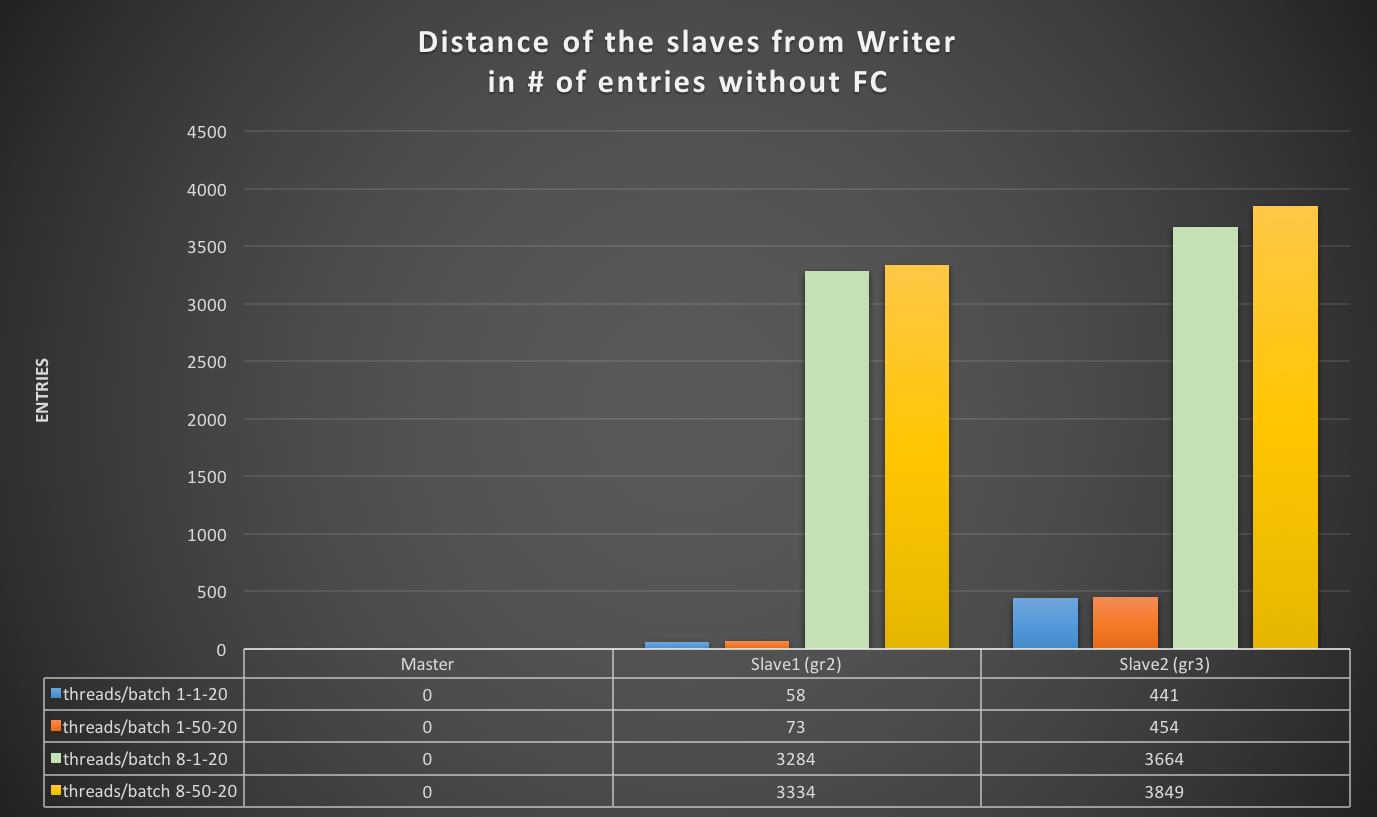 Distance of the slaves from Writer
in # of entries without FC
4500
4000
3500
3000
2500
2000
1500
1000
500
0
ENTRIES
Master Slave1 (gr2) Slave2 (gr3)
threads/batch 1-1-20 0 58 441
threads/batch 1-50-20 0 73 454
threads/batch 8-1-20 0 3284 3664
threads/batch 8-50-20 0 3334 3849